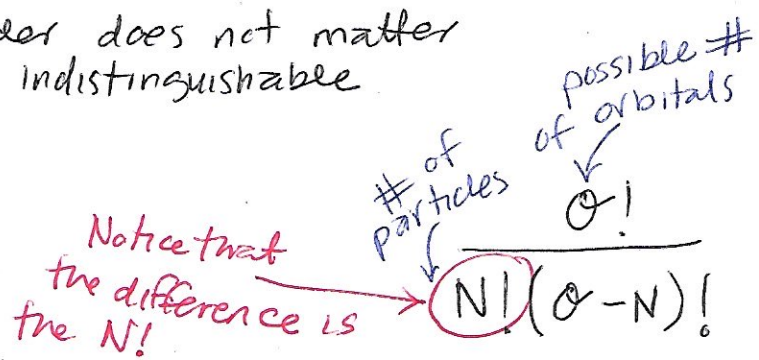 der does not matter
indistinguishable
possible #
of orbitals
# of
particles
O!
N!(O-N)!
Notice that
the difference is
the N!